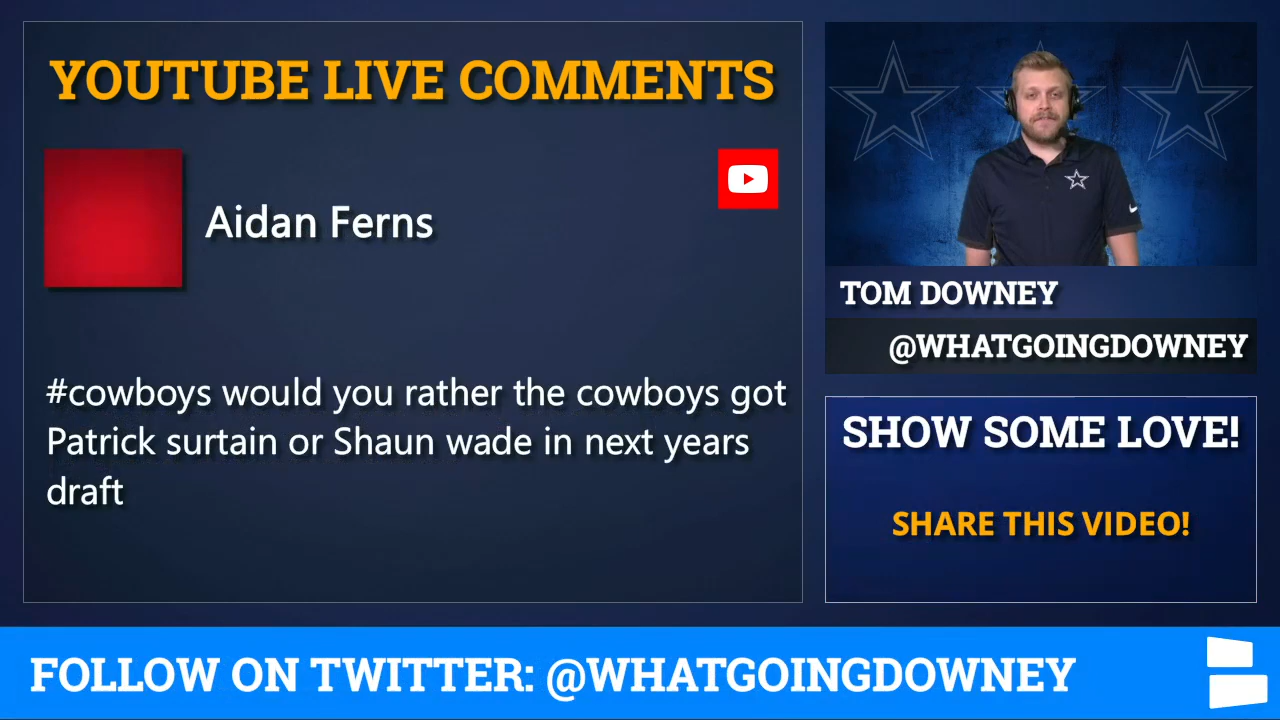 YOUTUBE LIVE COMMENTS
Aidan Ferns
#cowboys would you rather the cowboys got
Patrick surtain or Shaun wade in next years
draft
TOM DOWNEY
@WHATGOINGDOWNEY
SHOW SOME LOVE!
SHARE THIS VIDEO!
FOLLOW ON TWITTER: @WHATGOINGDOWNEY